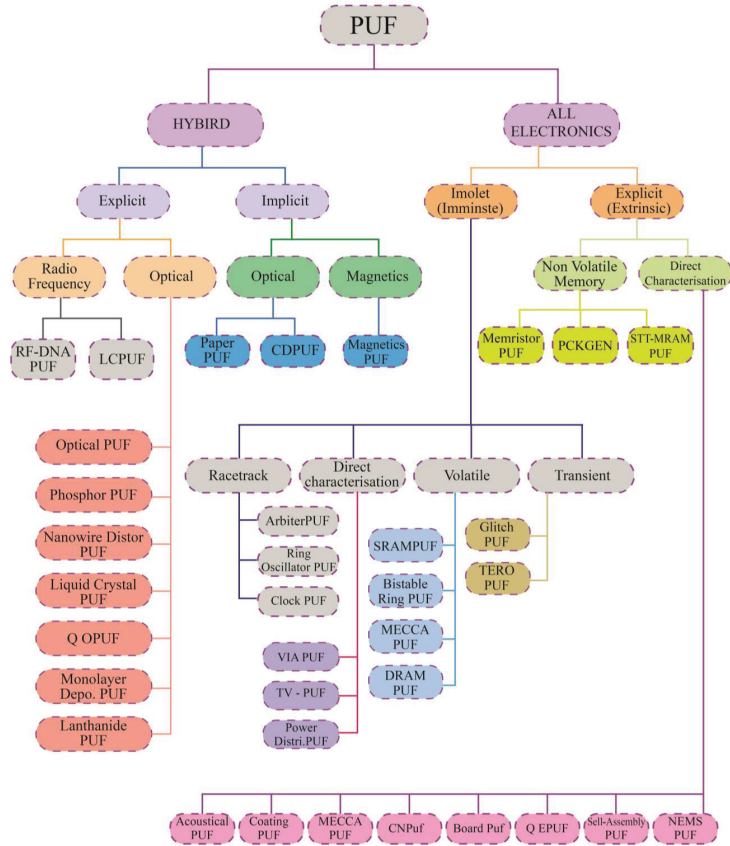 PUF
HYBIRD
ALL
ELECTRONICS
Explicit
Implicit
Imolet
(Imminste)
Explicit
(Extrinsic)
Radio
Frequency
Optical
Optical
Magnetics
Non Volatile
Memory
Direct
Characterisation
RF-DNA
PUF
LCPUF
Paper
PUF
CDPUF
Magnetics
PUF
Memristor
PUF
PCKGEN
STT-MRAM
PUF
Optical PUF
Phosphor PUF
Nanowire Distor
PUF
Liquid Crystal
PUF
Q OPUF
Monolayer
Depo. PUF
Lanthanide
PUF
Racetrack
Direct
characterisation
Volatile
Transient
ArbiterPUF
Ring
Oscillator PUF
Clock PUF
VIA PUF
TV - PUF
Power
Distri.PUF
SRAMPUF
Bistable
Ring PUF
MECCA
PUF
DRAM
PUF
Glitch
PUF
TERO
PUF
Acoustical
PUF
Coating
PUF
MECCA
PUF
CNPuf
Board Puf
Q EPUF
Sell-Assembly
PUF
NEMS
PUF